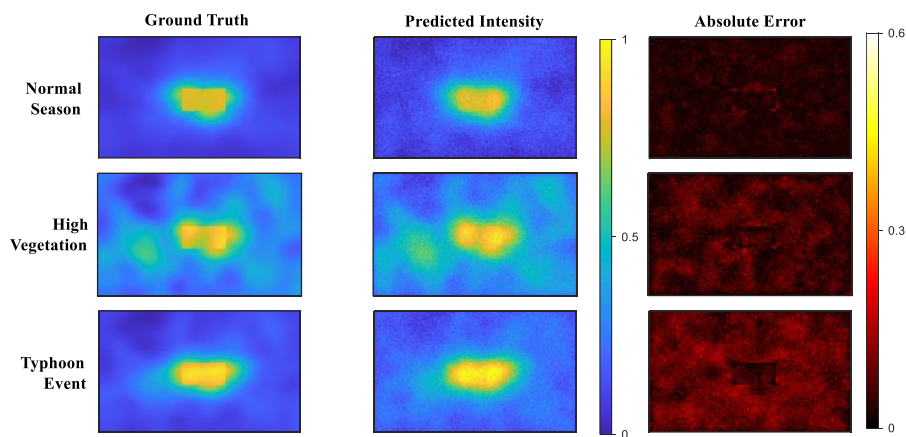 Ground Truth
Predicted Intensity
Absolute Error
Normal
Season
High
Vegetation
Typhoon
Event
1
0.5
0
0.6
0.3
0